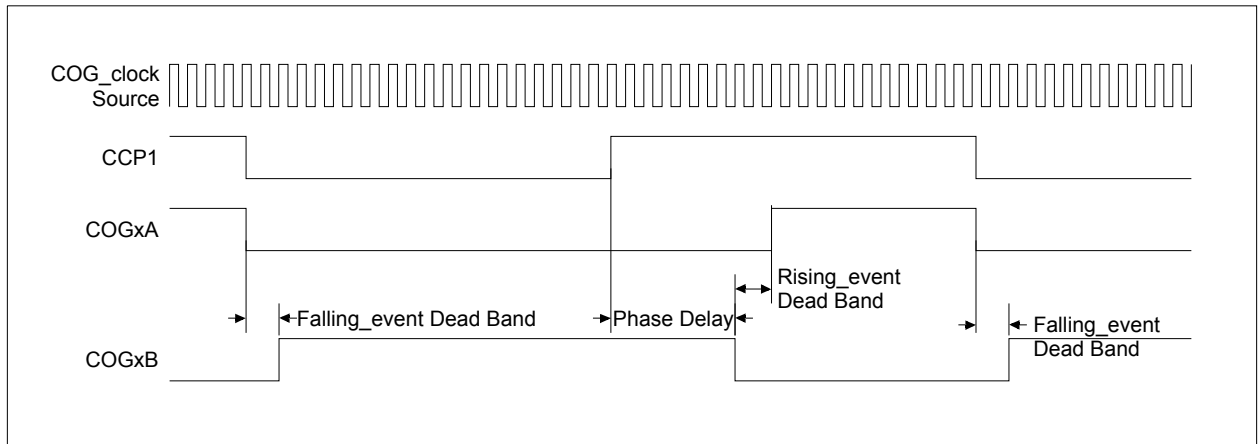 COG_clock
Source
CCP1
COGxA
Rising_event
Dead Band
Falling_event Dead Band
Phase Delay
Falling_event
Dead Band
COGxB